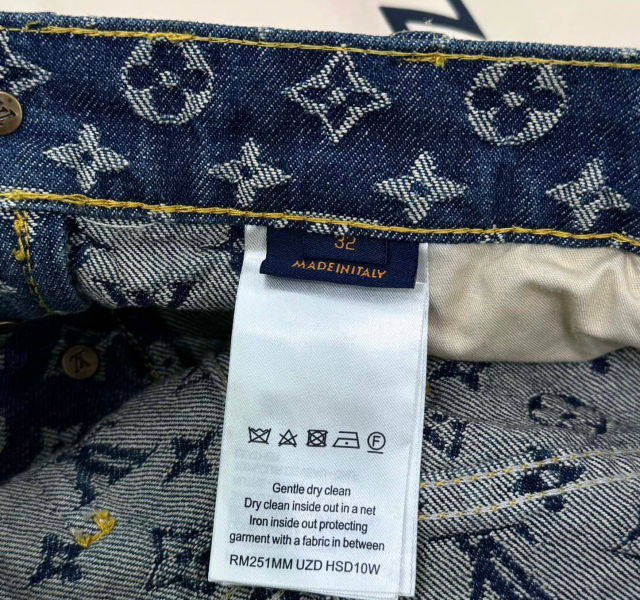 32
MADE IN ITALY
Gentle dry clean
Dry clean inside out in a net
Iron inside out protecting
garment with a fabric in between
RM251MM UZD HSD10W